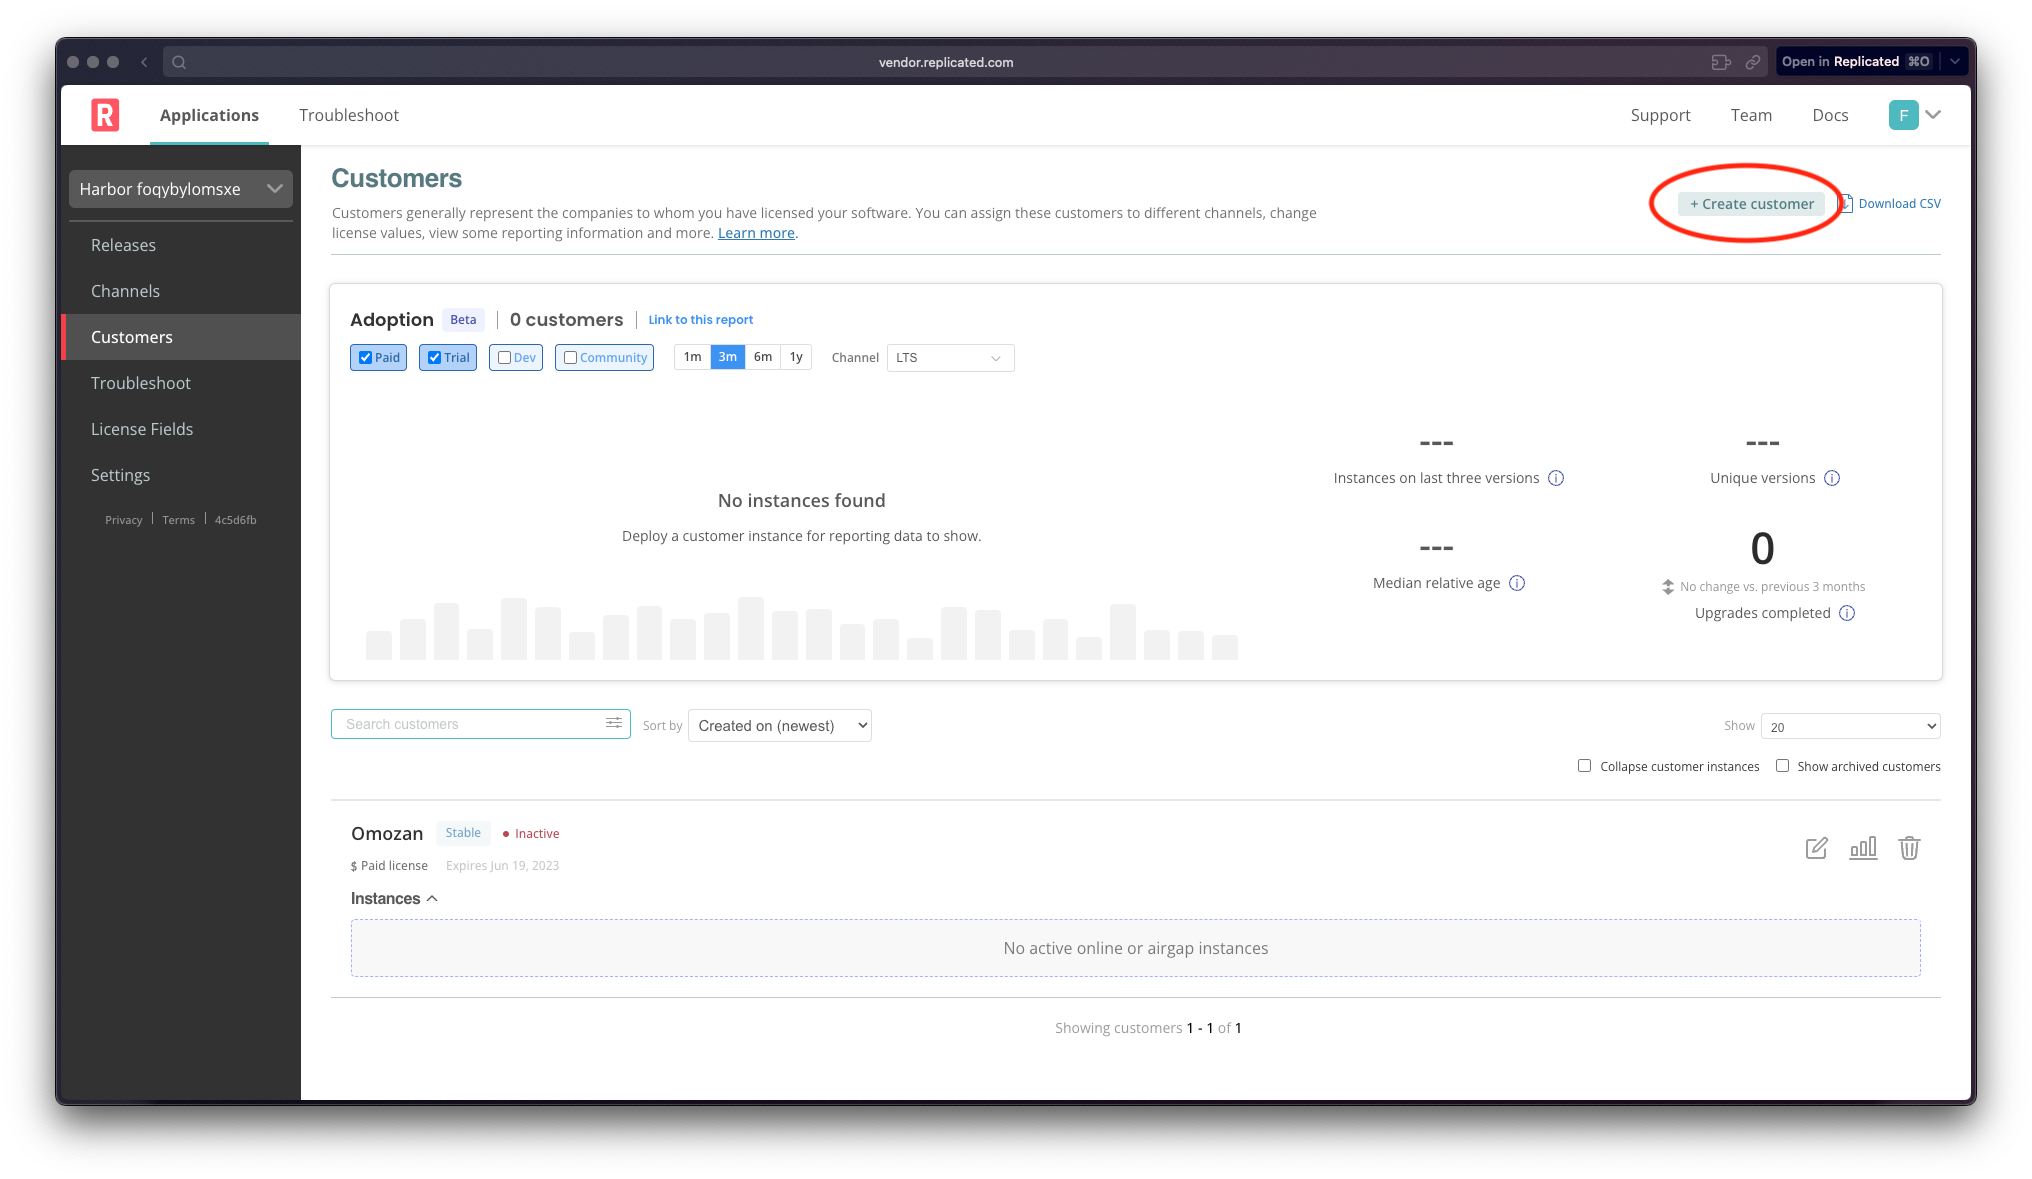 vendor.replicated.com
Open in Replicated ⌘O
R Applications Troubleshoot Support Team Docs F
Harbor foqybylomsxe
Releases
Channels
Customers
Troubleshoot
License Fields
Settings
Privacy | Terms | 4c5d6fb
Customers
Customers generally represent the companies to whom you have licensed your software. You can assign these customers to different channels, change
license values, view some reporting information and more. Learn more.
+ Create customer
Download CSV
Adoption Beta | 0 customers | Link to this report
Paid Trial Dev Community 1m 3m 6m 1y Channel LTS
No instances found
Deploy a customer instance for reporting data to show.
---
Instances on last three versions
---
Unique versions
---
Median relative age
0
No change vs. previous 3 months
Upgrades completed
Search customers Sort by Created on (newest) Show 20
Collapse customer instances Show archived customers
Omozan Stable • Inactive
$ Paid license Expires Jun 19, 2023
Instances
No active online or airgap instances
Showing customers 1 - 1 of 1